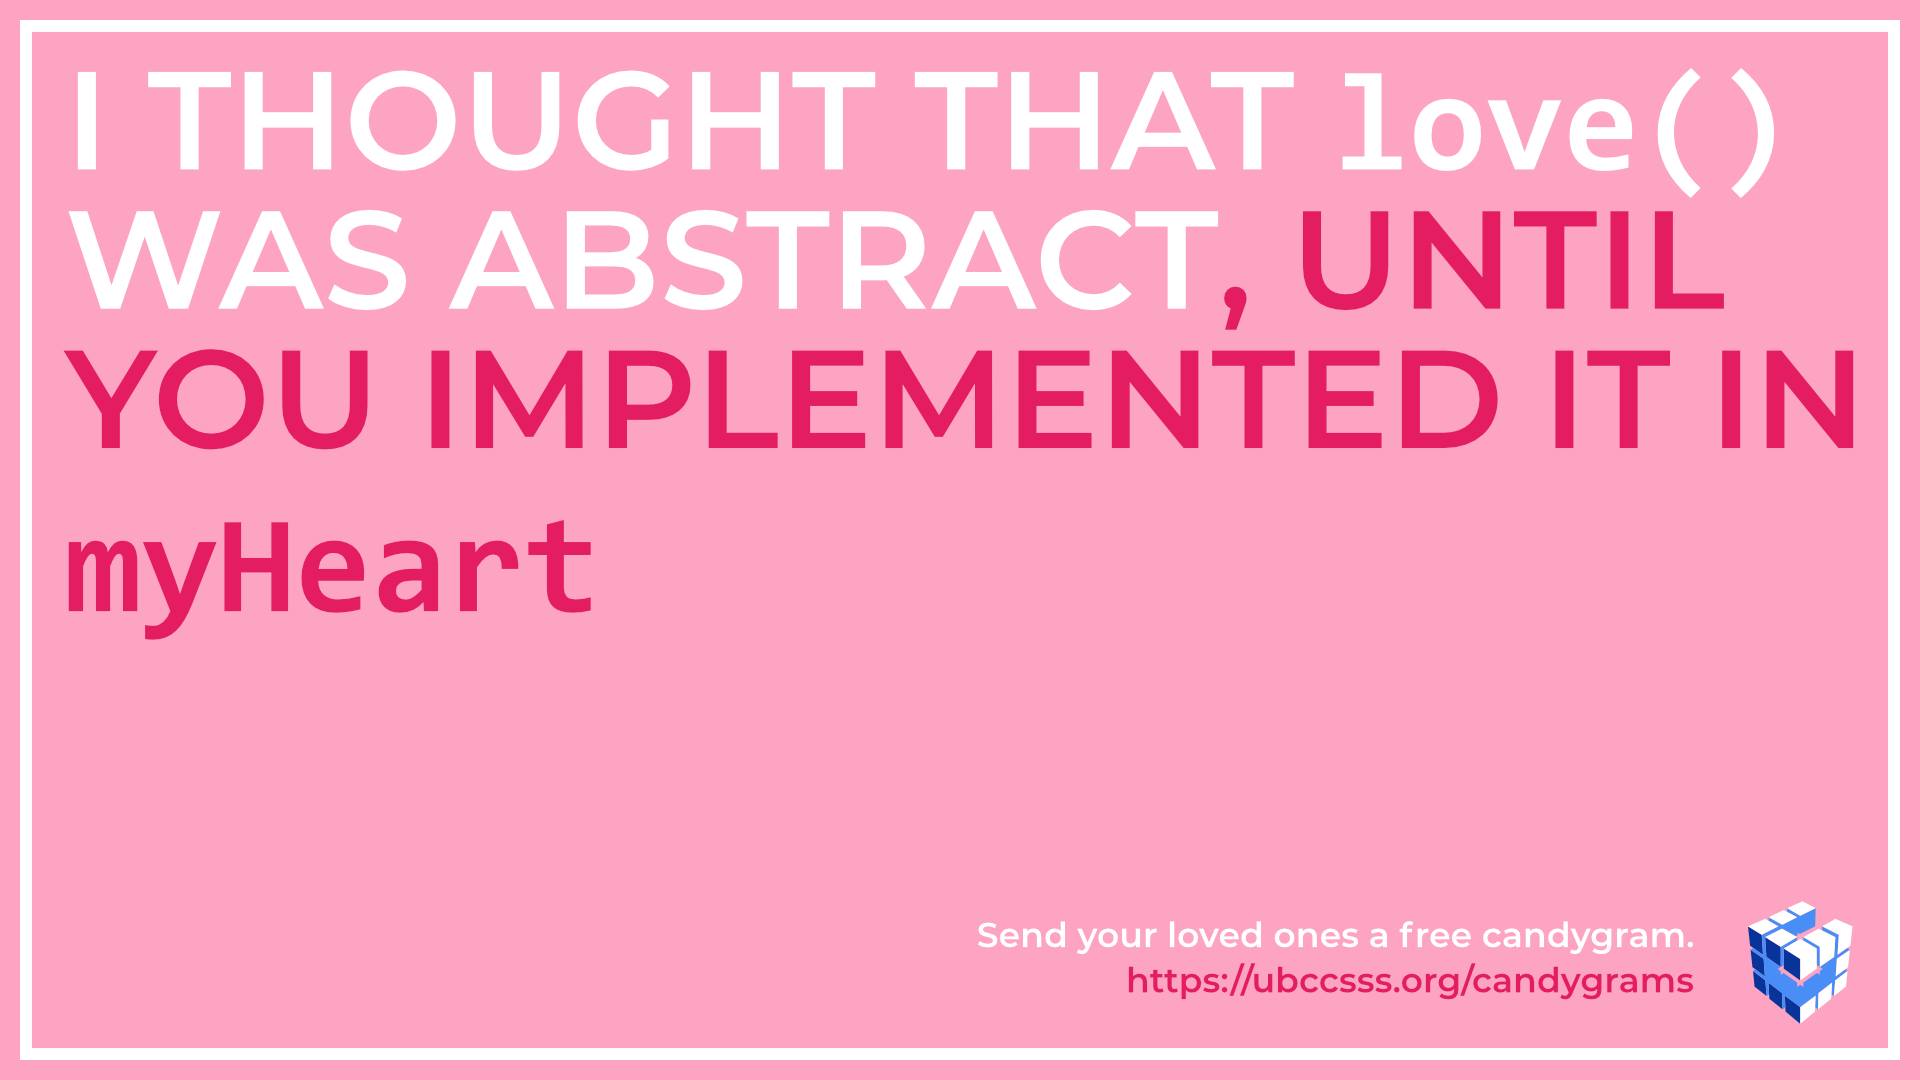 I THOUGHT THAT love()
WAS ABSTRACT, UNTIL
YOU IMPLEMENTED IT IN
myHeart
Send your loved ones a free candygram.
https://ubccsss.org/candygrams